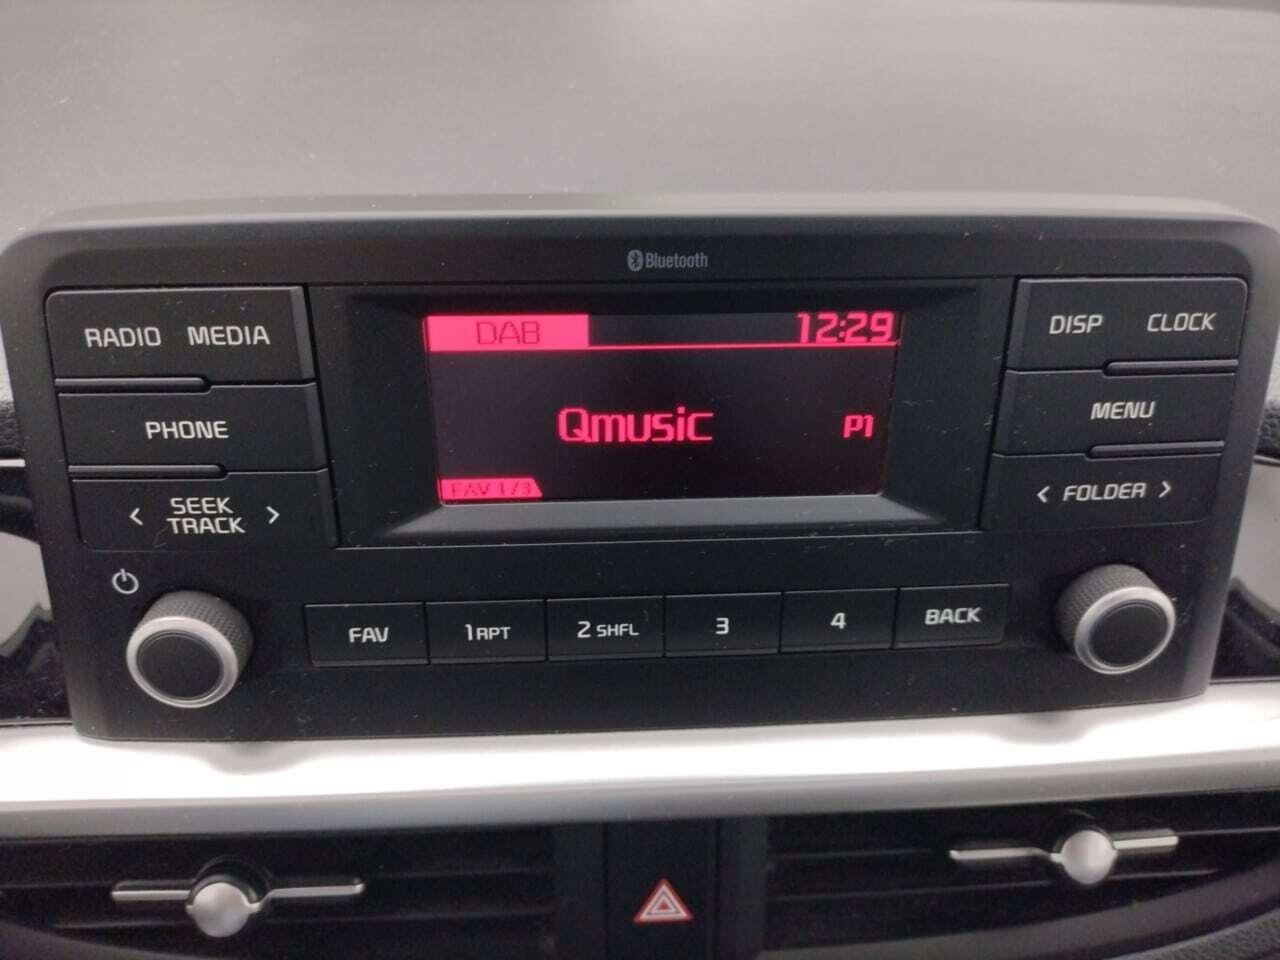 Bluetooth
RADIO MEDIA
DAB
12:29
DISP CLOCK
PHONE
Qmusic
P1
MENU
< SEEK TRACK >
FAV 1/3
< FOLDER >
FAV
1 RPT
2 SHFL
3
4
BACK